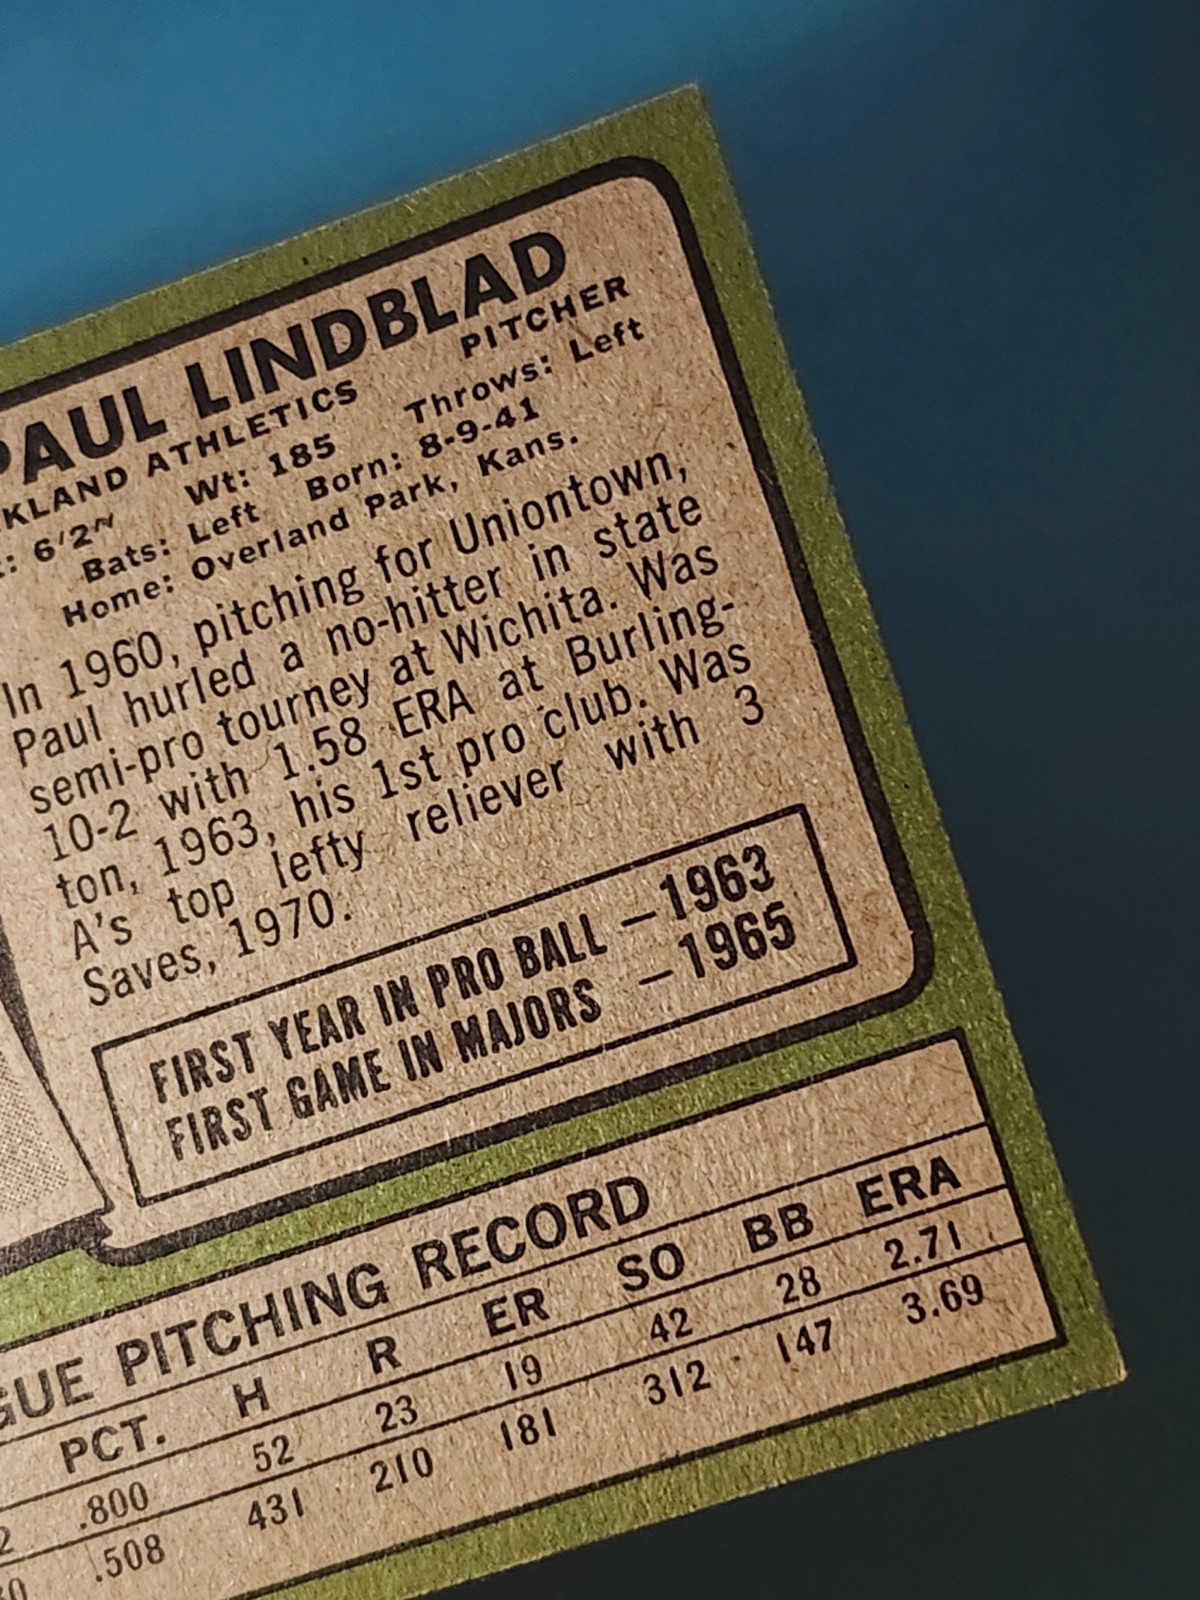 PAUL LINDBLAD
KLAND ATHLETICS PITCHER
: 6'2" Wt: 185 Throws: Left
Bats: Left Born: 8-9-41
Home: Overland Park, Kans.
In 1960, pitching for Uniontown,
Paul hurled a no-hitter in state
semi-pro tourney at Wichita. Was
10-2 with 1.58 ERA at Burling-
ton, 1963, his 1st pro club. Was
A's top lefty reliever with 3
Saves, 1970.
FIRST YEAR IN PRO BALL —1963
FIRST GAME IN MAJORS —1965
GUE PITCHING RECORD
PCT. H R ER SO BB ERA
2 .800 52 23 19 42 28 2.71
0 .508 431 210 181 312 147 3.69